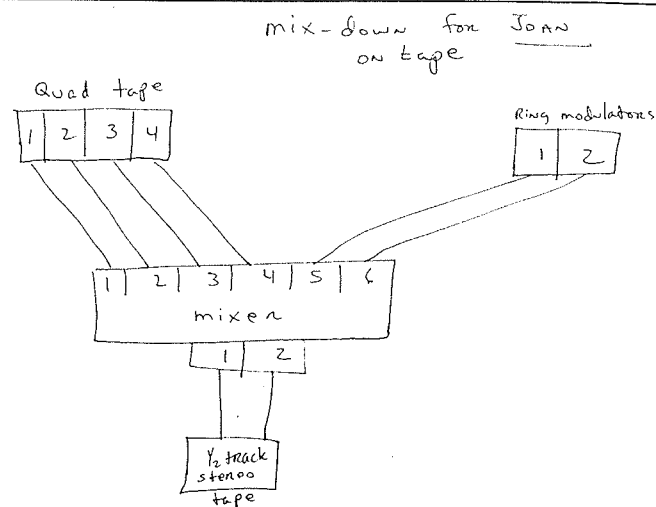 mix-down for JOAN
on tape
Quad tape
1 2 3 4
Ring modulators
1 2
1 2 3 4 5 6
mixer
1 2
½ track
stereo
tape